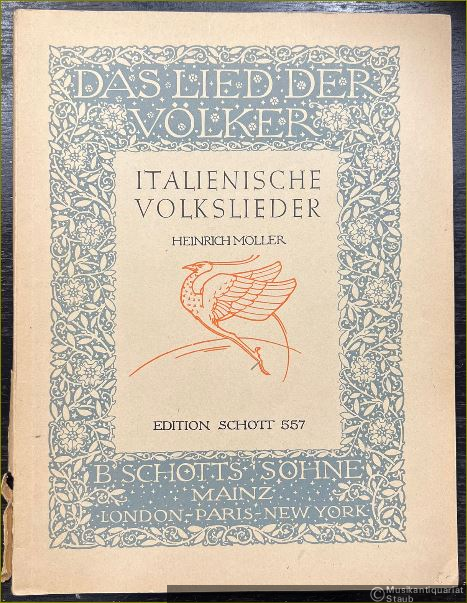 DAS LIED DER
VÖLKER
ITALIENISCHE
VOLKSLIEDER
HEINRICH MÖLLER
EDITION SCHOTT 557
B. SCHOTTS SÖHNE
MAINZ
·LONDON–PARIS–NEW YORK·
© Musikantiquariat
Staub